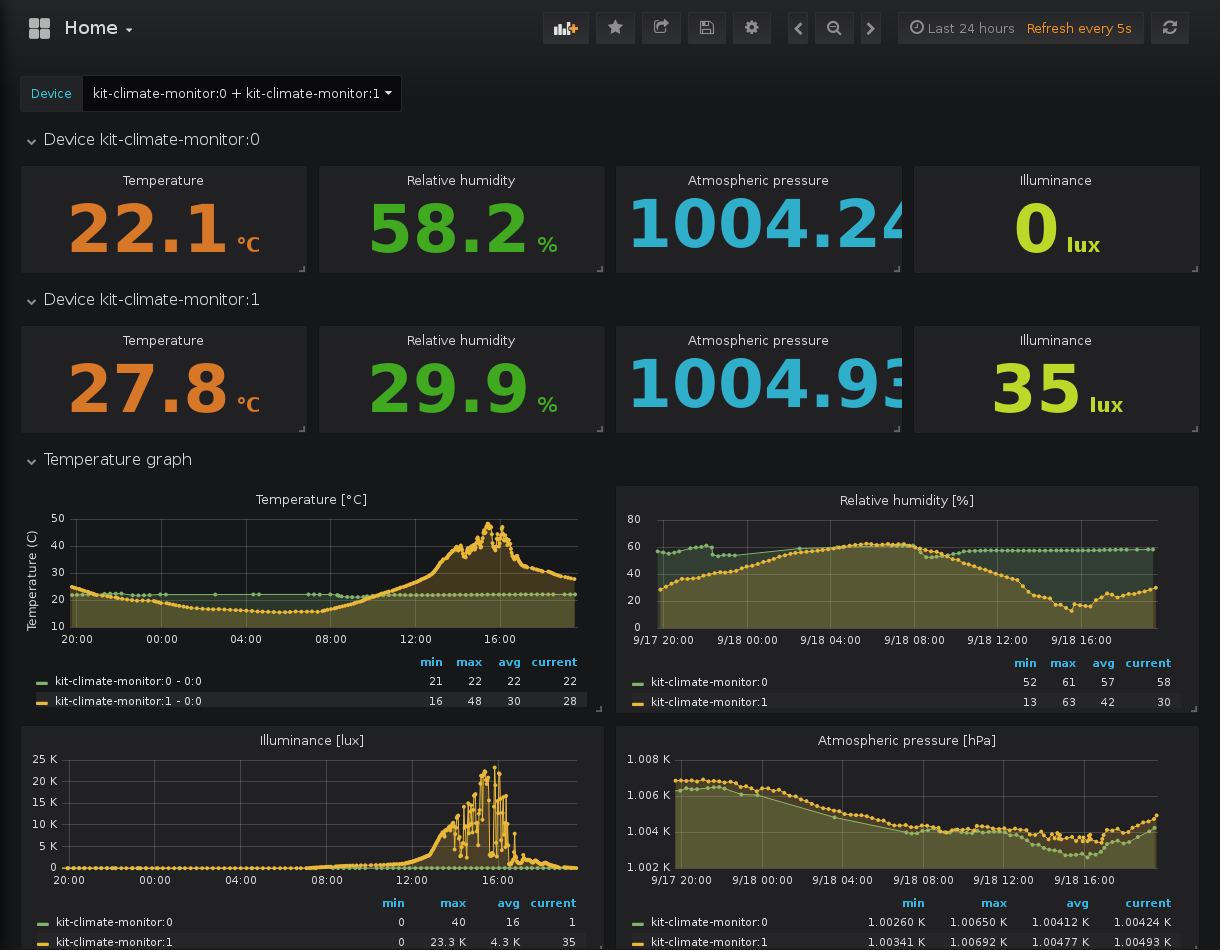 Home
Last 24 hours Refresh every 5s
Device kit-climate-monitor:0 + kit-climate-monitor:1
Device kit-climate-monitor:0
Temperature Relative humidity Atmospheric pressure Illuminance
22.1 °C 58.2 % 1004.24 0 lux
Device kit-climate-monitor:1
Temperature Relative humidity Atmospheric pressure Illuminance
27.8 °C 29.9 % 1004.93 35 lux
Temperature graph
Temperature [°C]
Temperature (C)
50
40
30
20
10
20:00 00:00 04:00 08:00 12:00 16:00
min max avg current
kit-climate-monitor:0 - 0:0 21 22 22 22
kit-climate-monitor:1 - 0:0 16 48 30 28
Relative humidity [%]
80
60
40
20
0
9/17 20:00 9/18 00:00 9/18 04:00 9/18 08:00 9/18 12:00 9/18 16:00
min max avg current
kit-climate-monitor:0 52 61 57 58
kit-climate-monitor:1 13 63 42 30
Illuminance [lux]
25 K
20 K
15 K
10 K
5 K
0
20:00 00:00 04:00 08:00 12:00 16:00
min max avg current
kit-climate-monitor:0 0 40 16 1
kit-climate-monitor:1 0 23.3 K 4.3 K 35
Atmospheric pressure [hPa]
1.008 K
1.006 K
1.004 K
1.002 K
9/17 20:00 9/18 00:00 9/18 04:00 9/18 08:00 9/18 12:00 9/18 16:00
min max avg current
kit-climate-monitor:0 1.00260 K 1.00650 K 1.00412 K 1.00424 K
kit-climate-monitor:1 1.00341 K 1.00692 K 1.00477 K 1.00493 K